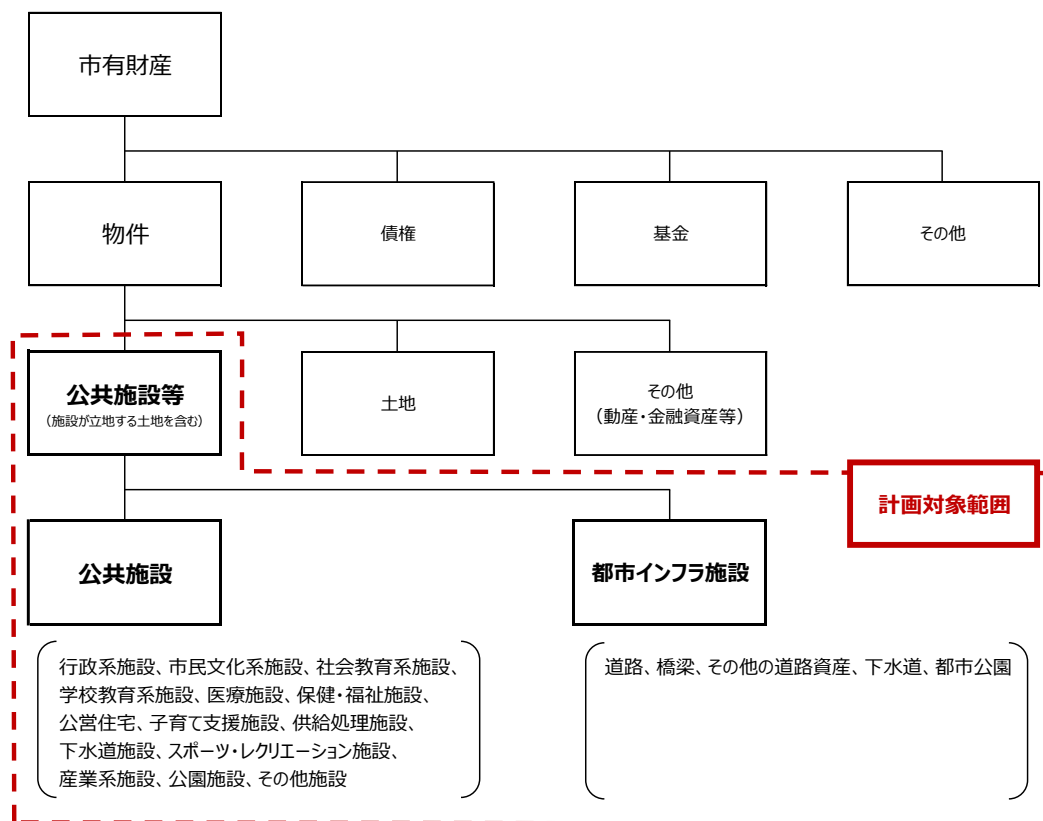 市有財産
物件
債権
基金
その他
公共施設等
（施設が立地する土地を含む）
土地
その他
（動産・金融資産等）
計画対象範囲
公共施設
都市インフラ施設
行政系施設、市民文化系施設、社会教育系施設、
学校教育系施設、医療施設、保健・福祉施設、
公営住宅、子育て支援施設、供給処理施設、
下水道施設、スポーツ・レクリエーション施設、
産業系施設、公園施設、その他施設
道路、橋梁、その他の道路資産、下水道、都市公園